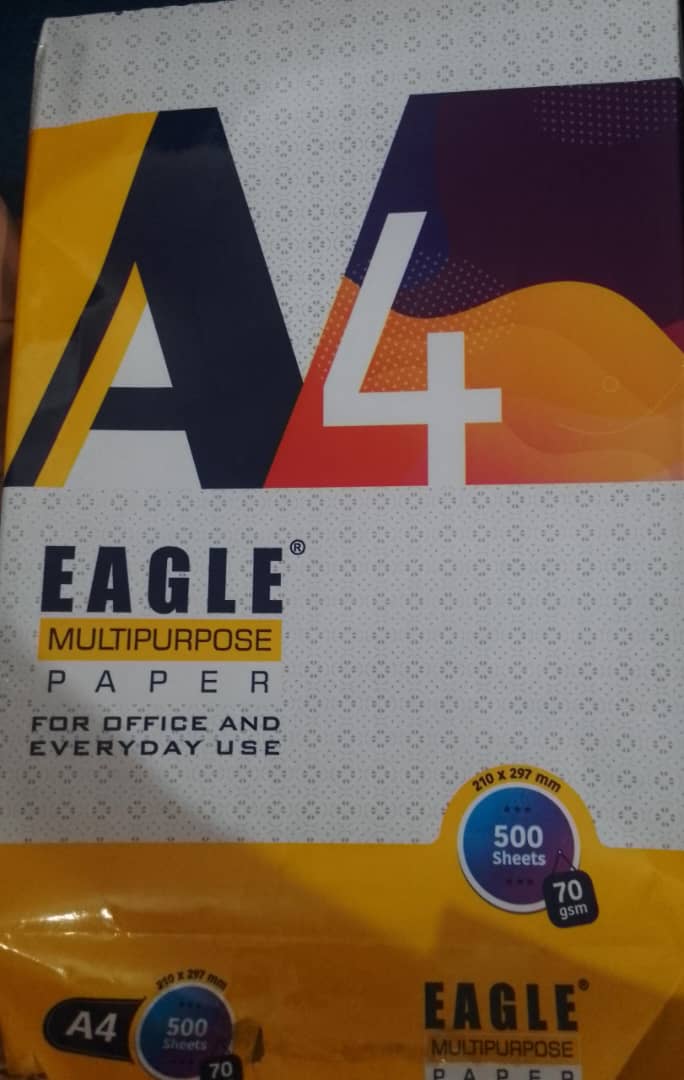 A4
EAGLE®
MULTIPURPOSE
PAPER
FOR OFFICE AND
EVERYDAY USE
210 x 297 mm
500
Sheets
70
gsm
210 x 297 mm
A4
500
Sheets
70
EAGLE®
MULTIPURPOSE
PAPER